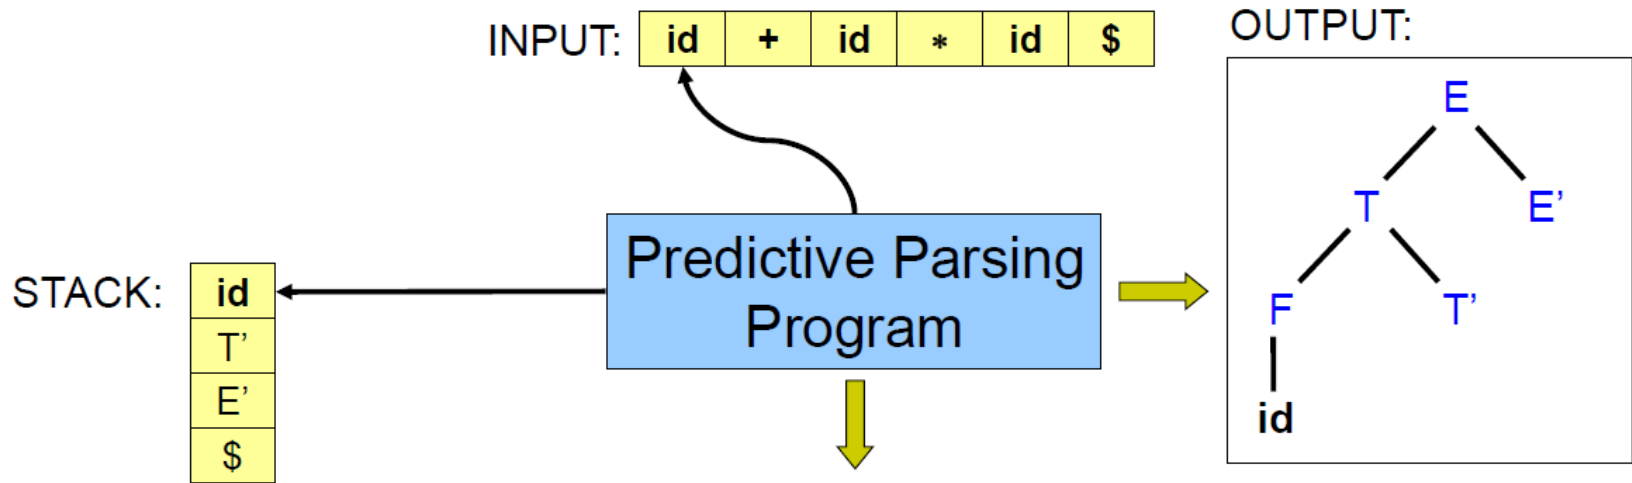 INPUT: id + id * id $
OUTPUT:
E
T E’
F T’
id
Predictive Parsing
Program
STACK: id
T’
E’
$